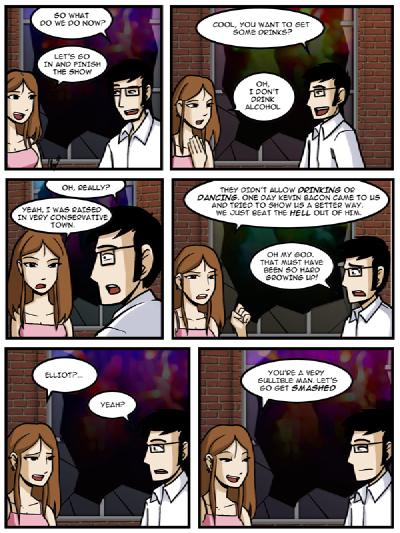 SO WHAT
DO WE DO NOW?
LET'S GO
IN AND FINISH
THE SHOW
COOL, YOU WANT TO GET
SOME DRINKS?
OH,
I DON'T
DRINK
ALCOHOL
OH, REALLY?
YEAH, I WAS RAISED
IN VERY CONSERVATIVE
TOWN.
THEY DIDN'T ALLOW DRINKING OR
DANCING. ONE DAY KEVIN BACON CAME TO US
AND TRIED TO SHOW US A BETTER WAY.
WE JUST BEAT THE HELL OUT OF HIM.
OH MY GOD.
THAT MUST HAVE
BEEN SO HARD
GROWING UP!
ELLIOT?...
YEAH?
YOU'RE A VERY
GULLIBLE MAN. LET'S
GO GET SMASHED